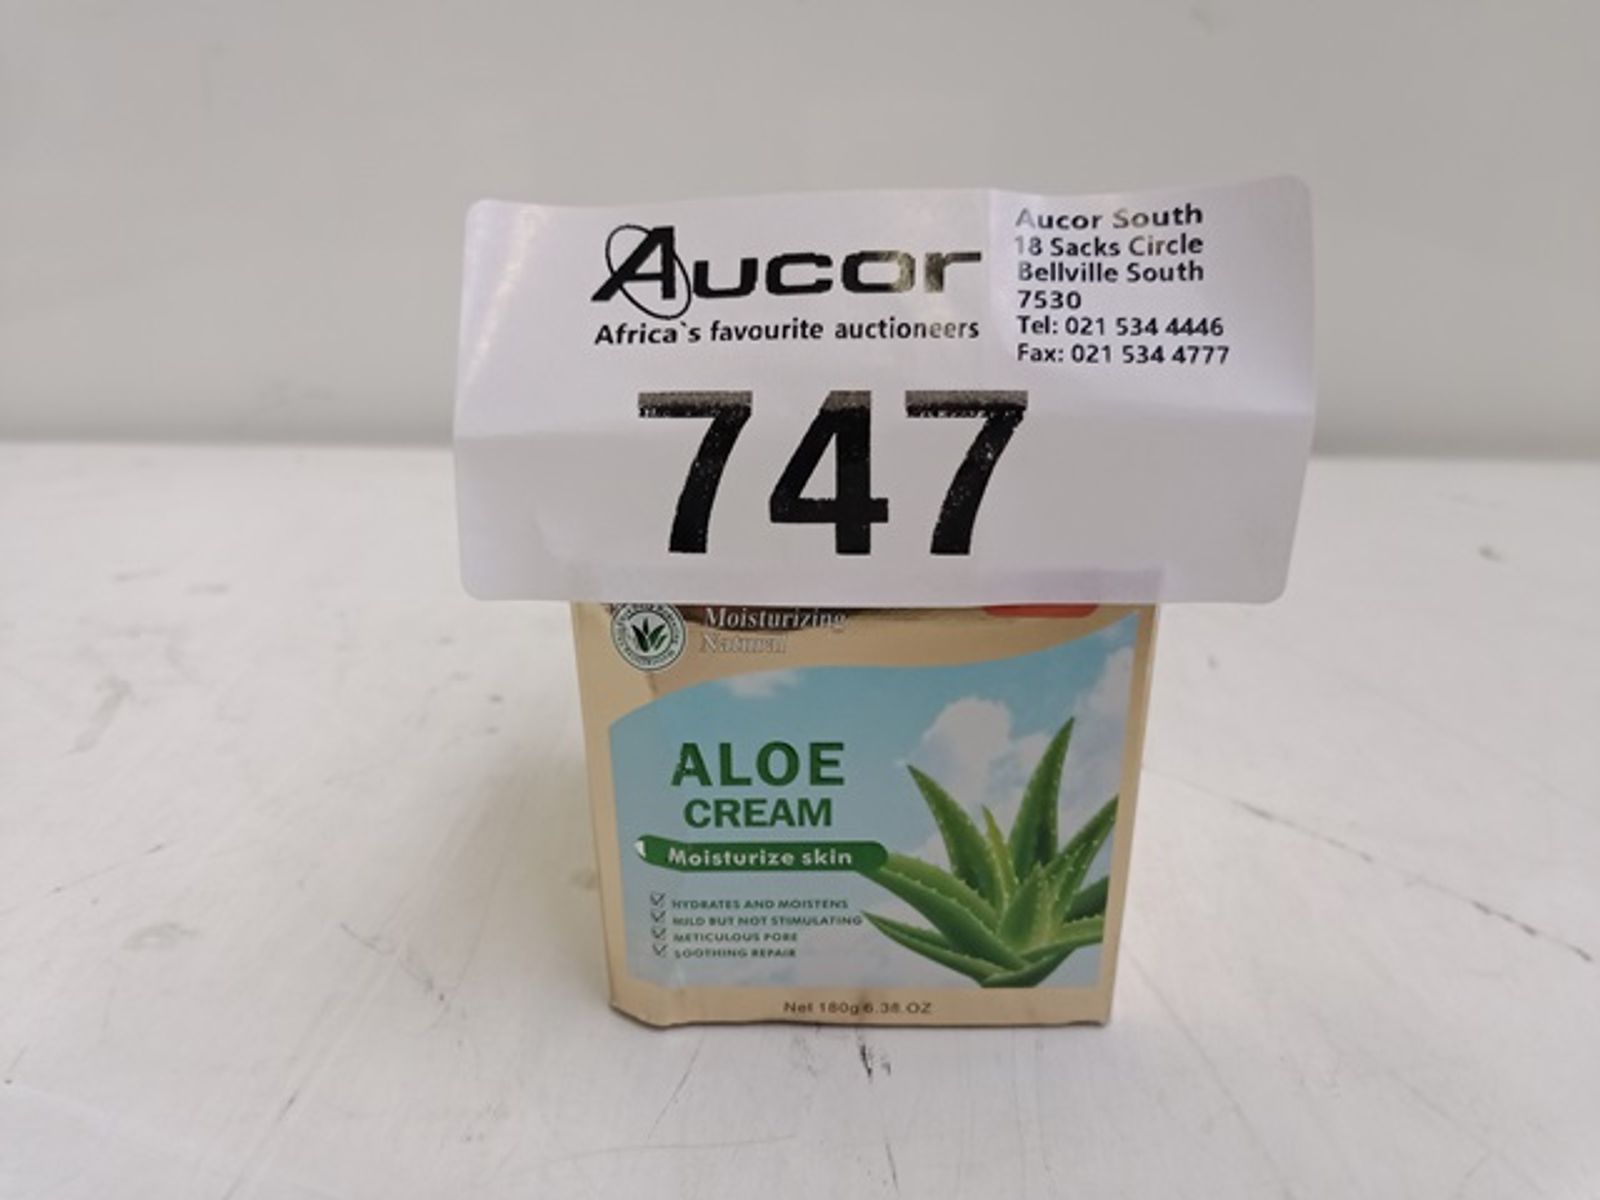 Aucor
Africa`s favourite auctioneers
Aucor South
18 Sacks Circle
Bellville South
7530
Tel: 021 534 4446
Fax: 021 534 4777
747
Moisturizing
Natural
ALOE
CREAM
Moisturize skin
HYDRATES AND MOISTENS
MILD BUT NOT STIMULATING
METICULOUS PORE
SOOTHING REPAIR
Net 180g 6.38 OZ